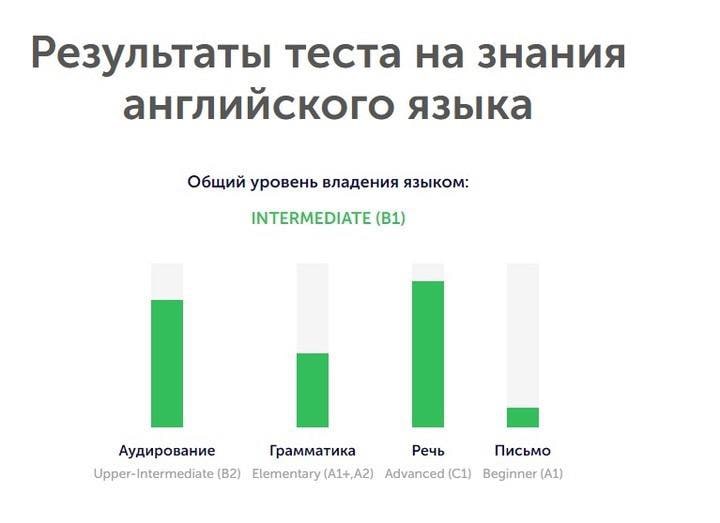 Результаты теста на знания
английского языка
Общий уровень владения языком:
INTERMEDIATE (B1)
Аудирование Грамматика Речь Письмо
Upper-Intermediate (B2) Elementary (A1+,A2) Advanced (C1) Beginner (A1)